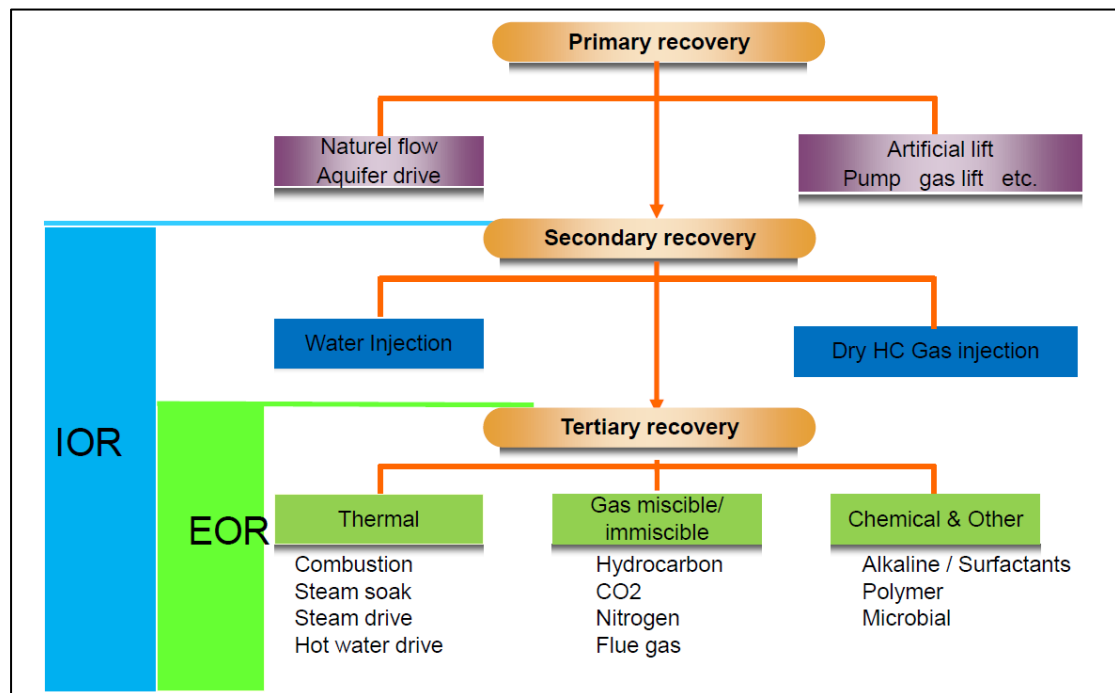 Primary recovery
Naturel flow
Aquifer drive
Artificial lift
Pump gas lift etc.
Secondary recovery
Water Injection
Dry HC Gas injection
Tertiary recovery
IOR
EOR
Thermal
Combustion
Steam soak
Steam drive
Hot water drive
Gas miscible/
immiscible
Hydrocarbon
CO2
Nitrogen
Flue gas
Chemical & Other
Alkaline / Surfactants
Polymer
Microbial